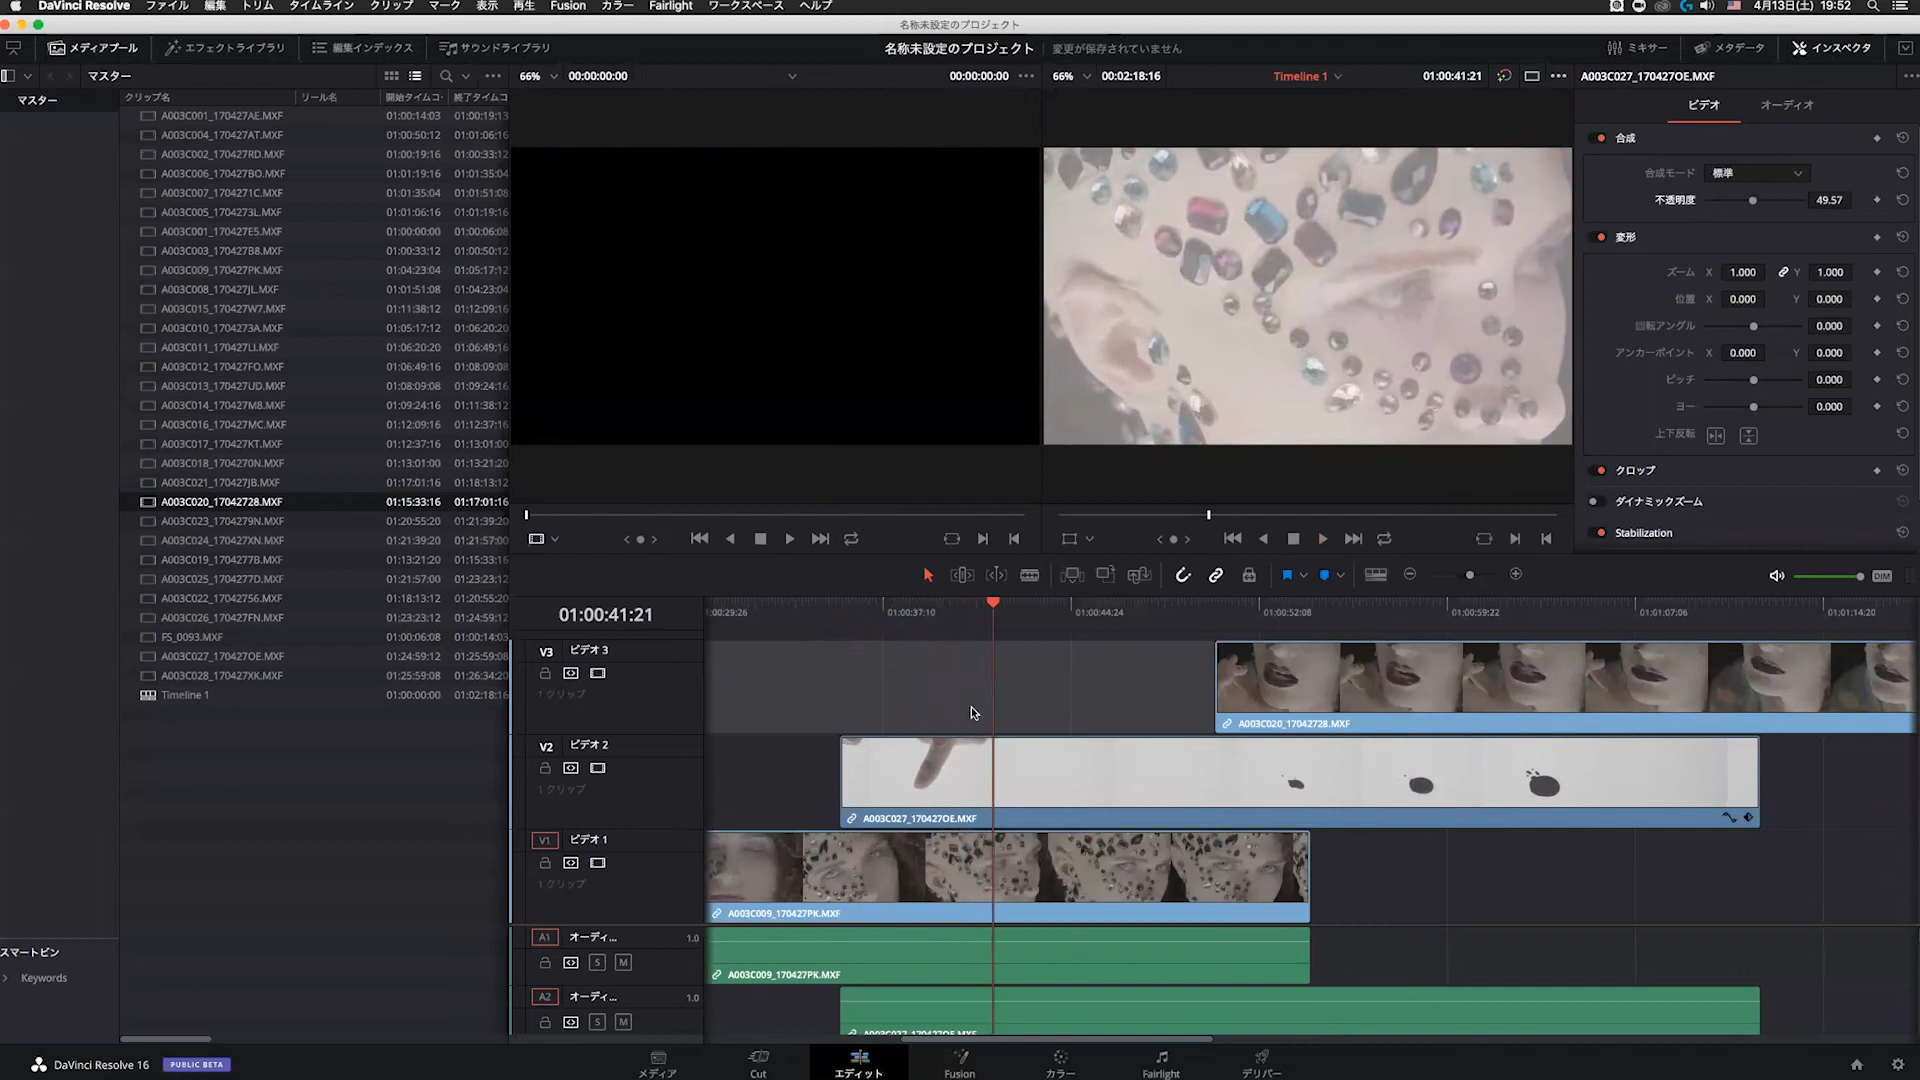 DaVinci Resolve ファイル 編集 トリム タイムライン クリップ マーク 表示 再生 Fusion カラー Fairlight ワークスペース ヘルプ 4月13日(土) 19:52
名称未設定のプロジェクト
メディアプール エフェクトライブラリ 編集インデックス サウンドライブラリ 名称未設定のプロジェクト 変更が保存されていません ミキサー メタデータ インスペクタ
マスター 66% 00:00:00:00 00:00:00:00 66% 00:02:18:16 Timeline 1 01:00:41:21 A003C027_170427OE.MXF
マスター クリップ名 リール名 開始タイムコ- 終了タイムコ
ビデオ オーディオ
A003C001_170427AE.MXF 01:00:14:03 01:00:19:13
A003C004_170427AT.MXF 01:00:50:12 01:01:06:16
A003C002_170427RD.MXF 01:00:19:16 01:00:33:12
A003C006_170427BO.MXF 01:01:19:16 01:01:35:04
A003C007_1704271C.MXF 01:01:35:04 01:01:51:08
A003C005_1704273L.MXF 01:01:06:16 01:01:19:16
A003C001_170427E5.MXF 01:00:00:00 01:00:06:08
A003C003_170427B8.MXF 01:00:33:12 01:00:50:12
A003C009_170427PK.MXF 01:04:23:04 01:05:17:12
A003C008_170427JL.MXF 01:01:51:08 01:04:23:04
A003C015_170427W7.MXF 01:11:38:12 01:12:09:16
A003C010_1704273A.MXF 01:05:17:12 01:06:20:20
A003C011_170427LI.MXF 01:06:20:20 01:06:49:16
A003C012_170427FO.MXF 01:06:49:16 01:08:09:08
A003C013_170427UD.MXF 01:08:09:08 01:09:24:16
A003C014_170427M8.MXF 01:09:24:16 01:11:38:12
A003C016_170427MC.MXF 01:12:09:16 01:12:37:16
A003C017_170427KT.MXF 01:12:37:16 01:13:01:00
A003C018_1704270N.MXF 01:13:01:00 01:13:21:20
A003C021_170427JB.MXF 01:17:01:16 01:18:13:12
A003C020_17042728.MXF 01:15:33:16 01:17:01:16
A003C023_1704279N.MXF 01:20:55:20 01:21:39:20
A003C024_170427XN.MXF 01:21:39:20 01:21:57:00
A003C019_170427​7B.MXF 01:13:21:20 01:15:33:16
A003C025_1704277D.MXF 01:21:57:00 01:23:23:12
A003C022_17042756.MXF 01:18:13:12 01:20:55:20
A003C026_170427FN.MXF 01:23:23:12 01:24:59:12
FS_0093.MXF 01:00:06:08 01:00:14:03
A003C027_170427OE.MXF 01:24:59:12 01:25:59:08
A003C028_170427XK.MXF 01:25:59:08 01:26:34:20
Timeline 1 01:00:00:00 01:02:18:16
合成
合成モード 標準
不透明度 49.57
変形
ズーム X 1.000 Y 1.000
位置 X 0.000 Y 0.000
回転アングル 0.000
アンカーポイント X 0.000 Y 0.000
ピッチ 0.000
ヨー 0.000
上下反転
クロップ
ダイナミックズーム
Stabilization
DIM
01:00:41:21 :00:29:26 01:00:37:10 01:00:44:24 01:00:52:08 01:00:59:22 01:01:07:06 01:01:14:20
V3 ビデオ 3
1 クリップ
A003C020_17042728.MXF
V2 ビデオ 2
1 クリップ
A003C027_170427OE.MXF
V1 ビデオ 1
1 クリップ
A003C009_170427PK.MXF
A1 オーディ... 1.0
S M
A003C009_170427PK.MXF
A2 オーディ... 1.0
S M
A003C027_170427OE.MXF
スマートビン
Keywords
DaVinci Resolve 16 PUBLIC BETA メディア Cut エディット Fusion カラー Fairlight デリバー